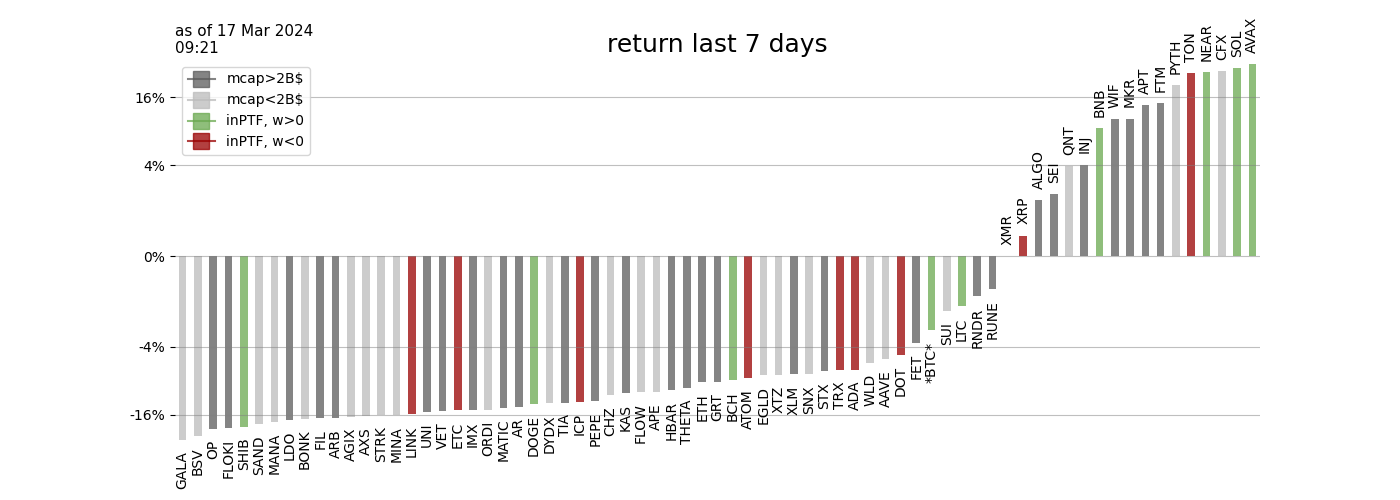 as of 17 Mar 2024
09:21
return last 7 days
mcap>2B$
mcap<2B$
inPTF, w>0
inPTF, w<0
16%
4%
0%
-4%
-16%
GALA
BSV
OP
FLOKI
SHIB
SAND
MANA
LDO
BONK
FIL
ARB
AGIX
AXS
STRK
MINA
LINK
UNI
VET
ETC
IMX
ORDI
MATIC
AR
DOGE
DYDX
TIA
ICP
PEPE
CHZ
KAS
FLOW
APE
HBAR
THETA
ETH
GRT
BCH
ATOM
EGLD
XTZ
XLM
SNX
STX
TRX
ADA
WLD
AAVE
DOT
FET
*BTC*
SUI
LTC
RNDR
RUNE
XMR
XRP
ALGO
SEI
QNT
INJ
BNB
WIF
MKR
APT
FTM
PYTH
TON
NEAR
CFX
SOL
AVAX